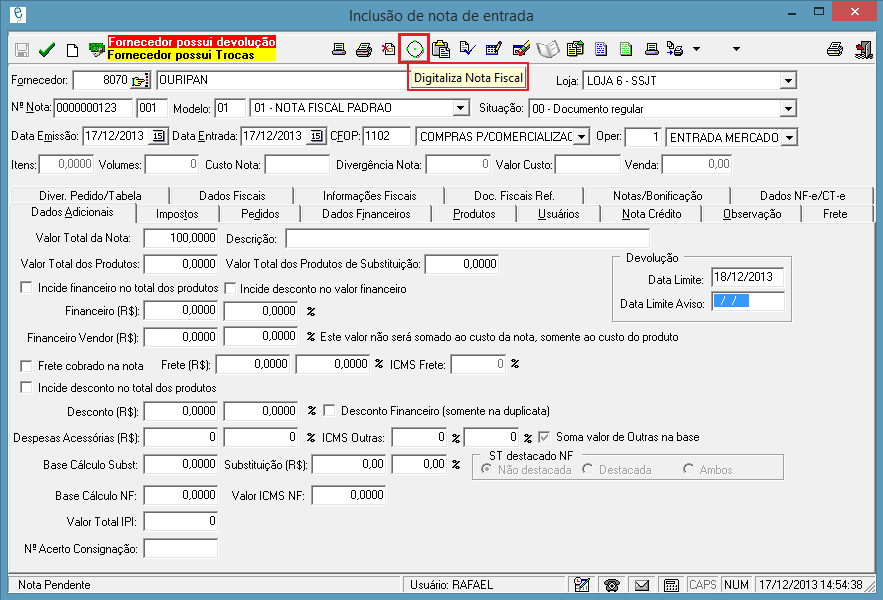 Inclusão de nota de entrada
Fornecedor possui devolução
Fornecedor possui Trocas
Digitaliza Nota Fiscal
Fornecedor: 8070 OURIPAN Loja: LOJA 6 - SSJT
Nº Nota: 0000000123 001 Modelo: 01 01 - NOTA FISCAL PADRAO Situação: 00 - Documento regular
Data Emissão: 17/12/2013 15 Data Entrada: 17/12/2013 15 CFOP: 1102 COMPRAS P/COMERCIALIZAC Oper: 1 ENTRADA MERCADO
Itens: 0,0000 Volumes: 0 Custo Nota: Divergência Nota: 0 Valor Custo: Venda: 0,00
Diver. Pedido/Tabela Dados Fiscais Informações Fiscais Doc. Fiscais Ref. Notas/Bonificação Dados NF-e/CT-e
Dados Adicionais Impostos Pedidos Dados Financeiros Produtos Usuários Nota Crédito Observação Frete
Valor Total da Nota: 100,0000 Descrição:
Valor Total dos Produtos: 0,0000 Valor Total dos Produtos de Substituição: 0,0000
Devolução
Data Limite: 18/12/2013
Data Limite Aviso: / /
Incide financeiro no total dos produtos Incide desconto no valor financeiro
Financeiro (R$): 0,0000 0,0000 %
Financeiro Vendor (R$): 0,0000 0,0000 % Este valor não será somado ao custo da nota, somente ao custo do produto
Frete cobrado na nota Frete (R$): 0,0000 0,0000 % ICMS Frete: 0 %
Incide desconto no total dos produtos
Desconto (R$): 0,0000 0,0000 % Desconto Financeiro (somente na duplicata)
Despesas Acessórias (R$): 0 0 % ICMS Outras: 0 % 0 % Soma valor de Outras na base
Base Cálculo Subst: 0,0000 Substituição (R$): 0,00 0,00 %
ST destacado NF
Não destacada Destacada Ambos
Base Cálculo NF: 0,0000 Valor ICMS NF: 0,0000
Valor Total IPI: 0
Nº Acerto Consignação:
Nota Pendente Usuário: RAFAEL CAPS NUM 17/12/2013 14:54:38